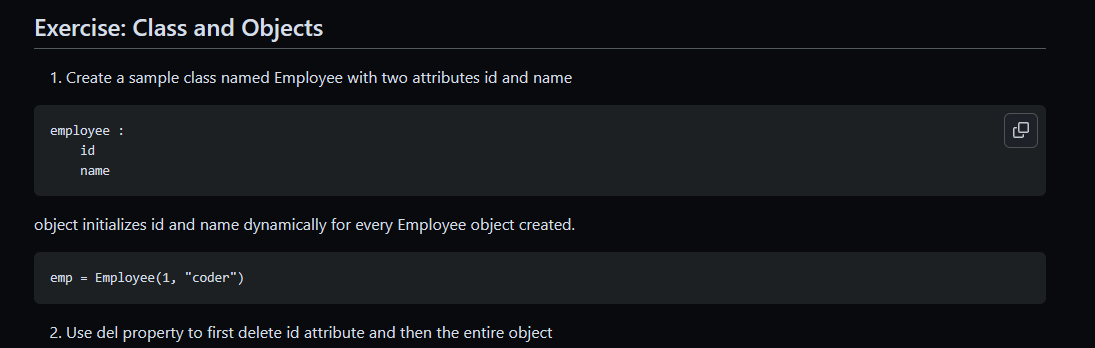 Exercise: Class and Objects
1. Create a sample class named Employee with two attributes id and name
employee :
    id
    name
object initializes id and name dynamically for every Employee object created.
emp = Employee(1, "coder")
2. Use del property to first delete id attribute and then the entire object